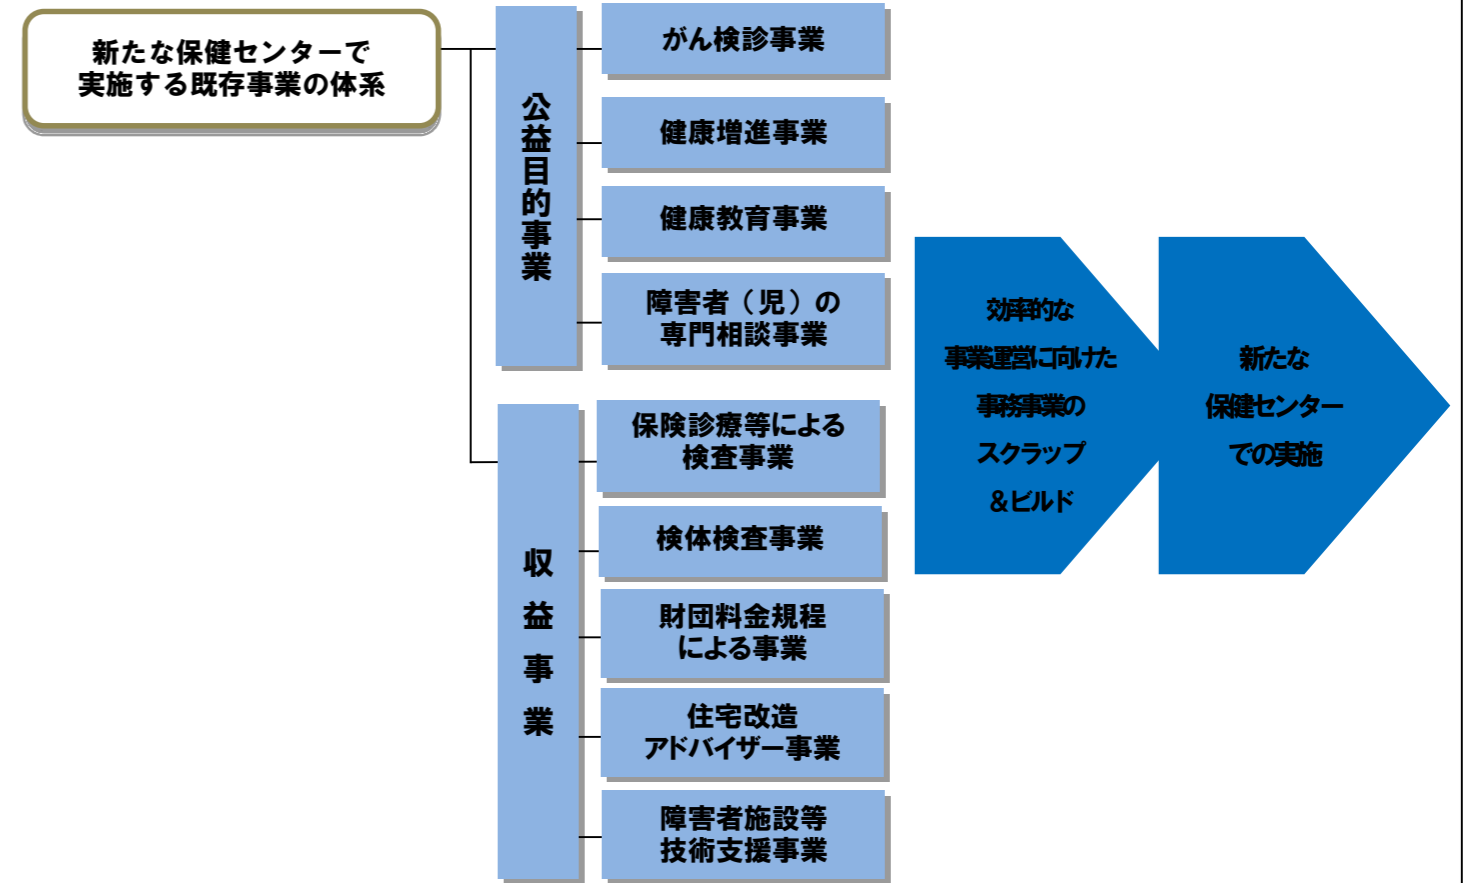 新たな保健センターで
実施する既存事業の体系
公益目的事業
がん検診事業
健康増進事業
健康教育事業
障害者（児）の
専門相談事業
収益事業
保険診療等による
検査事業
検体検査事業
財団料金規程
による事業
住宅改造
アドバイザー事業
障害者施設等
技術支援事業
効率的な
事業運営に向けた
事務事業の
スクラップ
＆ビルド
新たな
保健センター
での実施